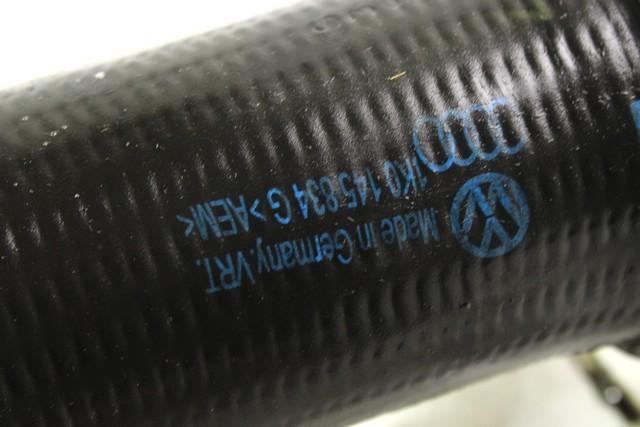 Made in Germany.VRT.
1K0 145 834 G >AEM<